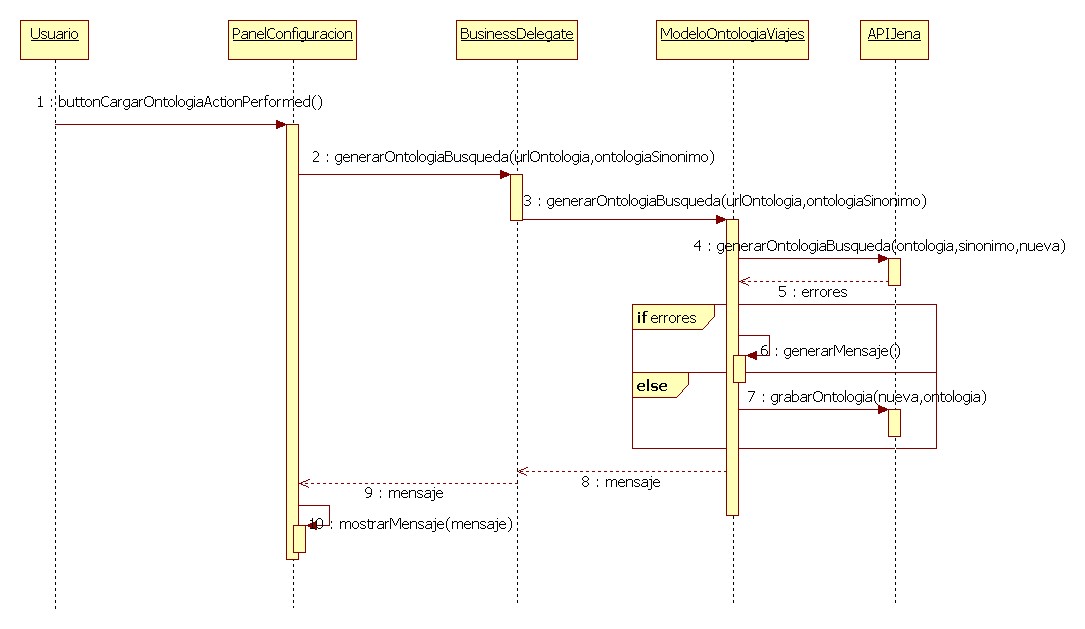 Usuario
PanelConfiguracion
BusinessDelegate
ModeloOntologiaViajes
APIJena
1 : buttonCargarOntologiaActionPerformed()
2 : generarOntologiaBusqueda(urlOntologia,ontologiaSinonimo)
3 : generarOntologiaBusqueda(urlOntologia,ontologiaSinonimo)
4 : generarOntologiaBusqueda(ontologia,sinonimo,nueva)
5 : errores
if errores
6 : generarMensaje()
else
7 : grabarOntologia(nueva,ontologia)
8 : mensaje
9 : mensaje
10 : mostrarMensaje(mensaje)